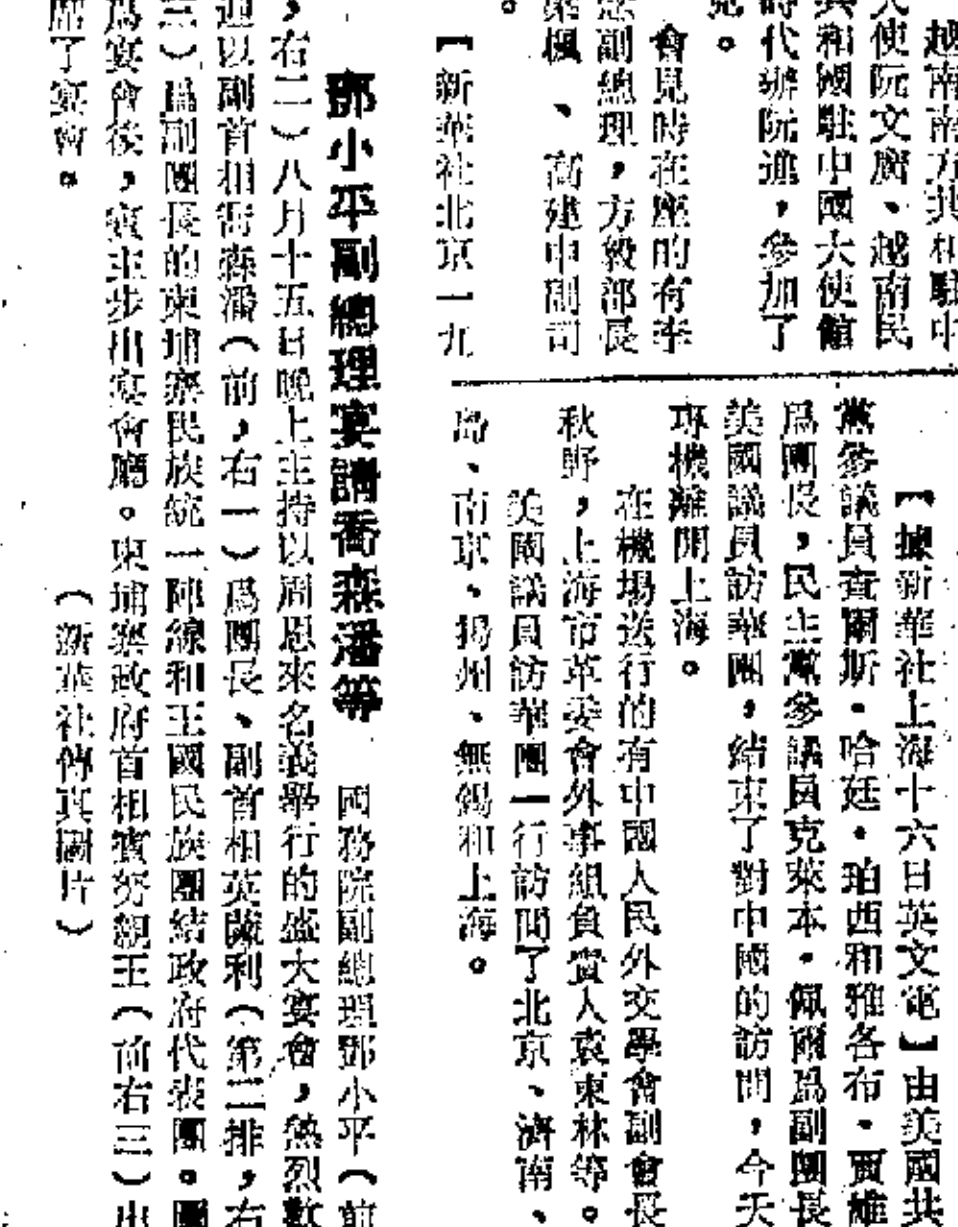 越南南方共和駐中
大使阮文廣、越南民
共和國駐中國大使館
時代辦阮進，參加了
見。
會見時在座的有李
念副總理，方毅部長
楓、高建中副司
。
【新華社北京一九
【據新華社上海十六日英文電】由美國共
黨參議員查爾斯·哈廷·珀西和雅各布·賈維
爲團長，民主黨參議員克萊本·佩爾爲副團長
美國議員訪華團，結束了對中國的訪問，今天
專機離開上海。
在機場送行的有中國人民外交學會副會長
秋野，上海市革委會外事組負責人袁東林等。
美國議員訪華團一行訪問了北京、濟南、
島、南京、揚州、無錫和上海。
鄧小平副總理宴請喬森潘等　國務院副總理鄧小平（前
，右二）八月十五日晚上主持以周恩來名義舉行的盛大宴會，熱烈歡
迎以副首相喬森潘（前，右一）爲團長、副首相英薩利（第二排，右
三）爲副團長的柬埔寨民族統一陣線和王國民族團結政府代表團。圖
爲宴會後，賓主步出宴會廳。柬埔寨政府首相賓努親王（前右三）出
席了宴會。　（新華社傳真圖片）